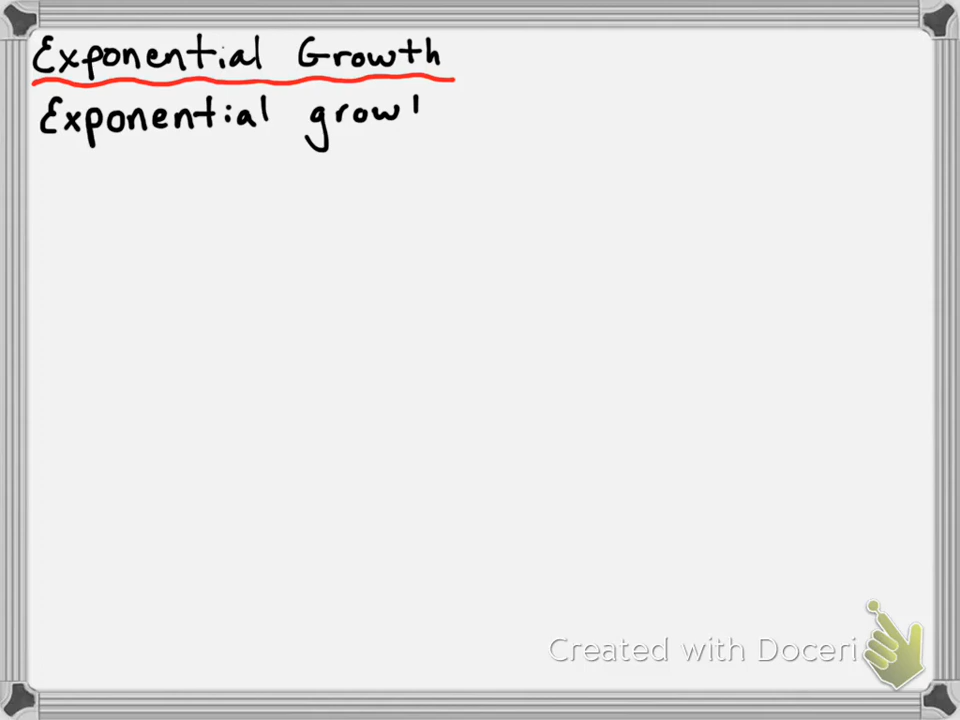 Exponential Growth
Exponential grow
Created with Doceri